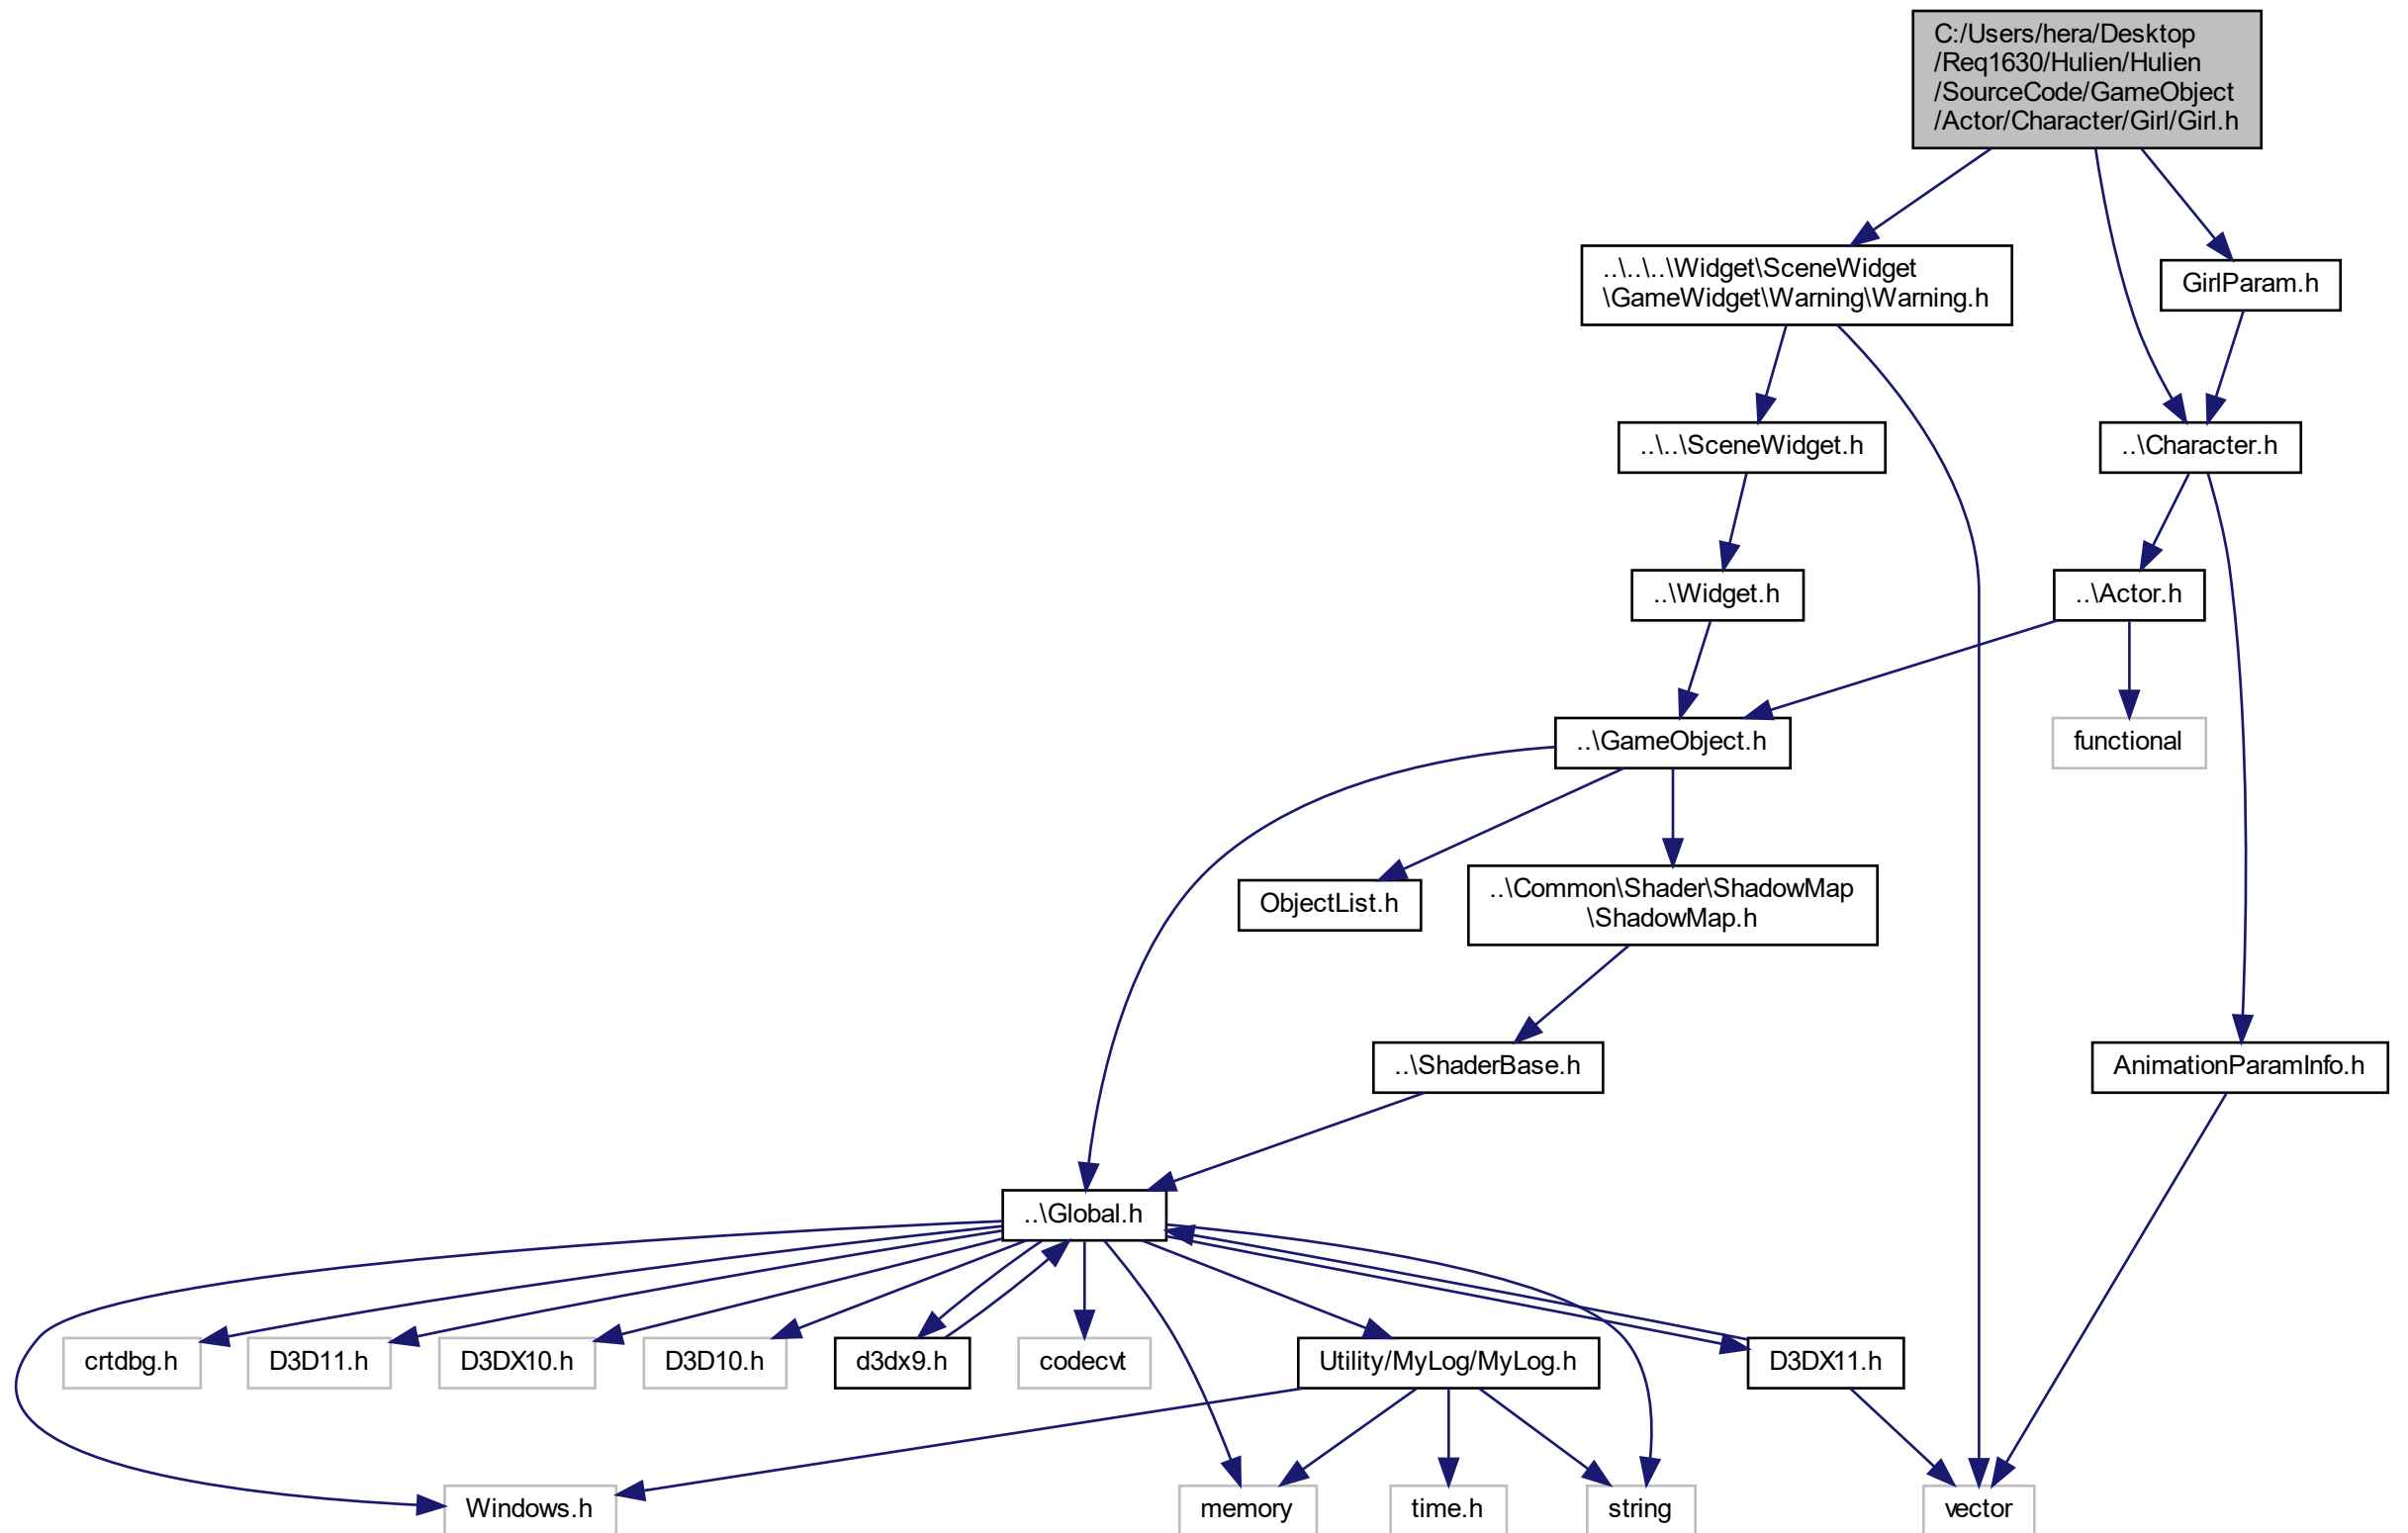 C:/Users/hera/Desktop
/Req1630/Hulien/Hulien
/SourceCode/GameObject
/Actor/Character/Girl/Girl.h
..\..\..\Widget\SceneWidget
\GameWidget\Warning\Warning.h
GirlParam.h
..\..\SceneWidget.h
..\Character.h
..\Widget.h
..\Actor.h
..\GameObject.h
functional
ObjectList.h
..\Common\Shader\ShadowMap
\ShadowMap.h
..\ShaderBase.h
AnimationParamInfo.h
..\Global.h
crtdbg.h
D3D11.h
D3DX10.h
D3D10.h
d3dx9.h
codecvt
Utility/MyLog/MyLog.h
D3DX11.h
Windows.h
memory
time.h
string
vector